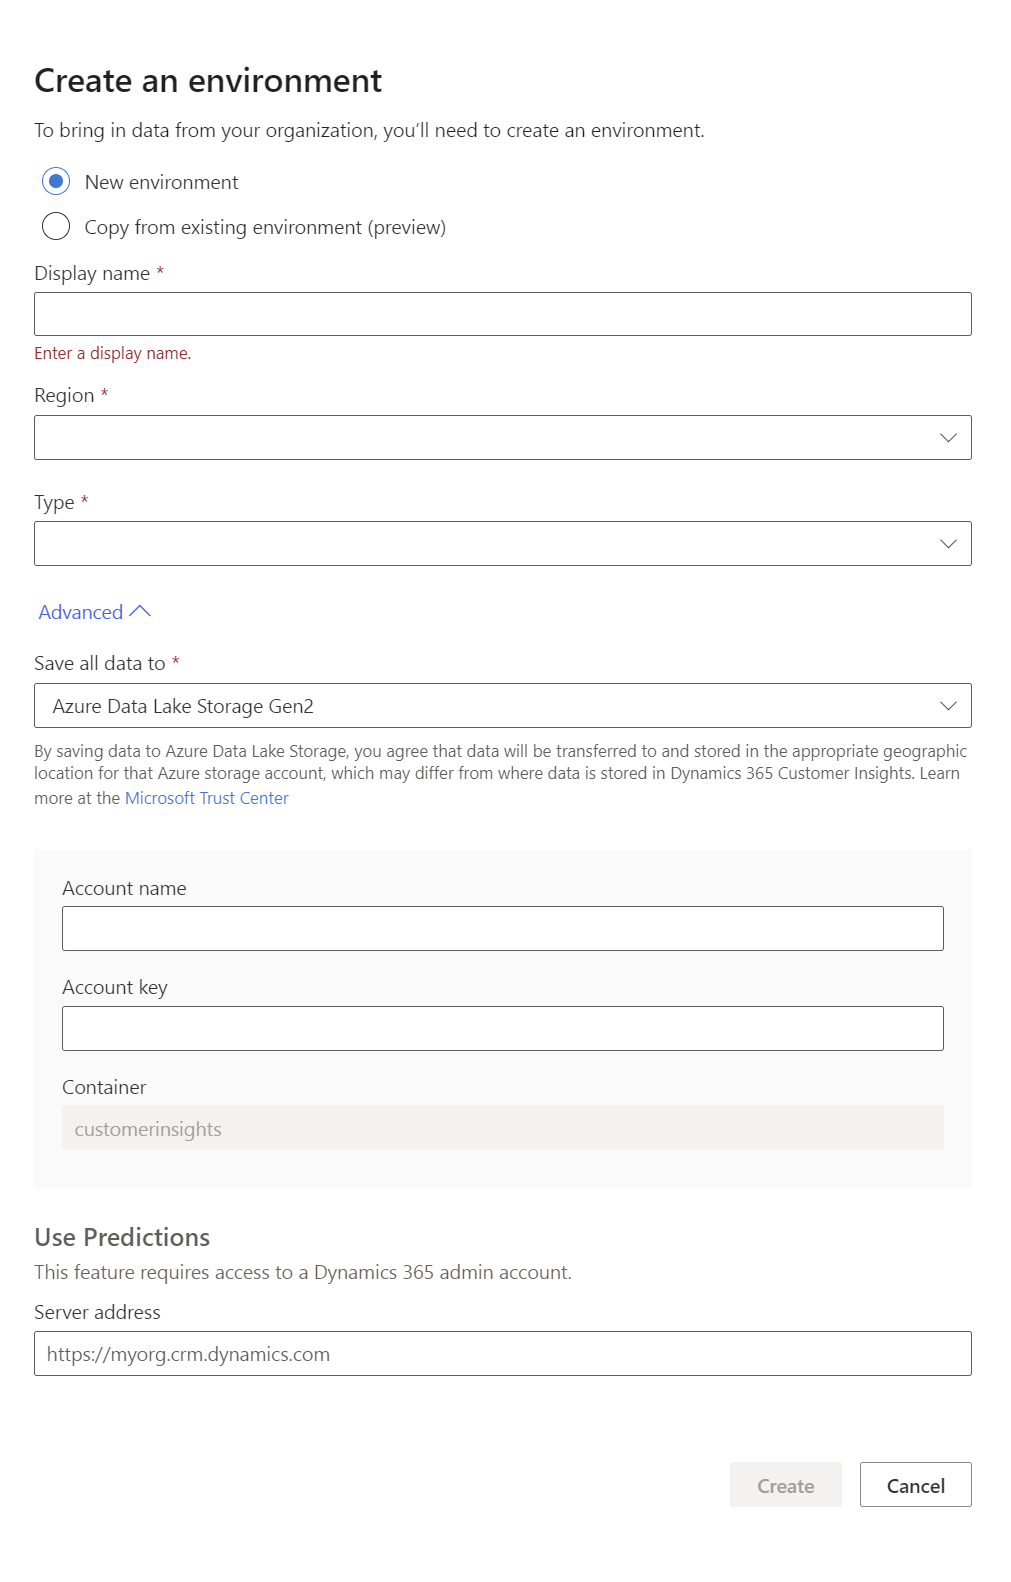 Create an environment
To bring in data from your organization, you’ll need to create an environment.
New environment
Copy from existing environment (preview)
Display name *
Enter a display name.
Region *
Type *
Advanced
Save all data to *
Azure Data Lake Storage Gen2
By saving data to Azure Data Lake Storage, you agree that data will be transferred to and stored in the appropriate geographic
location for that Azure storage account, which may differ from where data is stored in Dynamics 365 Customer Insights. Learn
more at the Microsoft Trust Center
Account name
Account key
Container
customerinsights
Use Predictions
This feature requires access to a Dynamics 365 admin account.
Server address
https://myorg.crm.dynamics.com
Create
Cancel